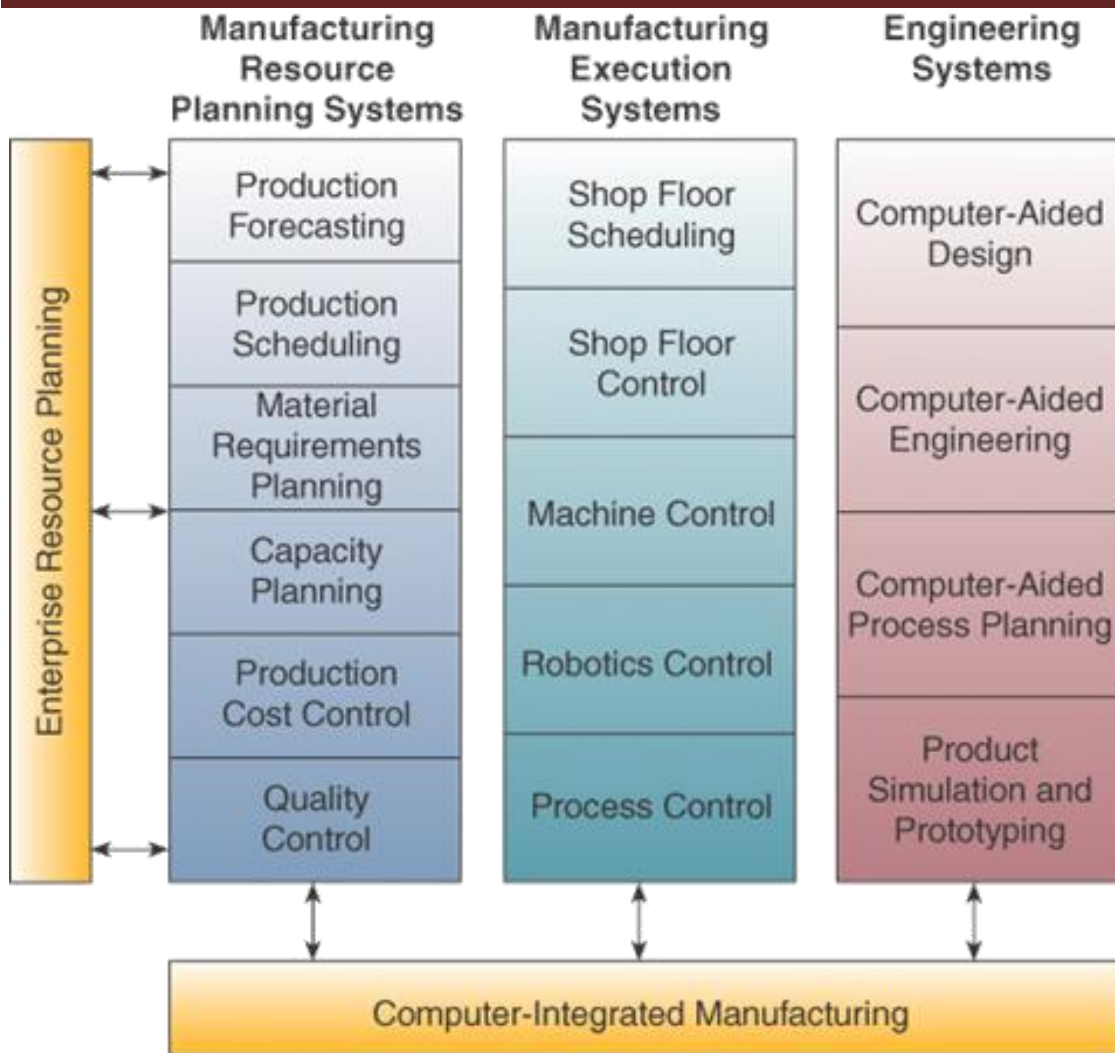 Manufacturing
Resource
Planning Systems
Manufacturing
Execution
Systems
Engineering
Systems
Enterprise Resource Planning
Production
Forecasting
Production
Scheduling
Material
Requirements
Planning
Capacity
Planning
Production
Cost Control
Quality
Control
Shop Floor
Scheduling
Shop Floor
Control
Machine Control
Robotics Control
Process Control
Computer-Aided
Design
Computer-Aided
Engineering
Computer-Aided
Process Planning
Product
Simulation and
Prototyping
Computer-Integrated Manufacturing